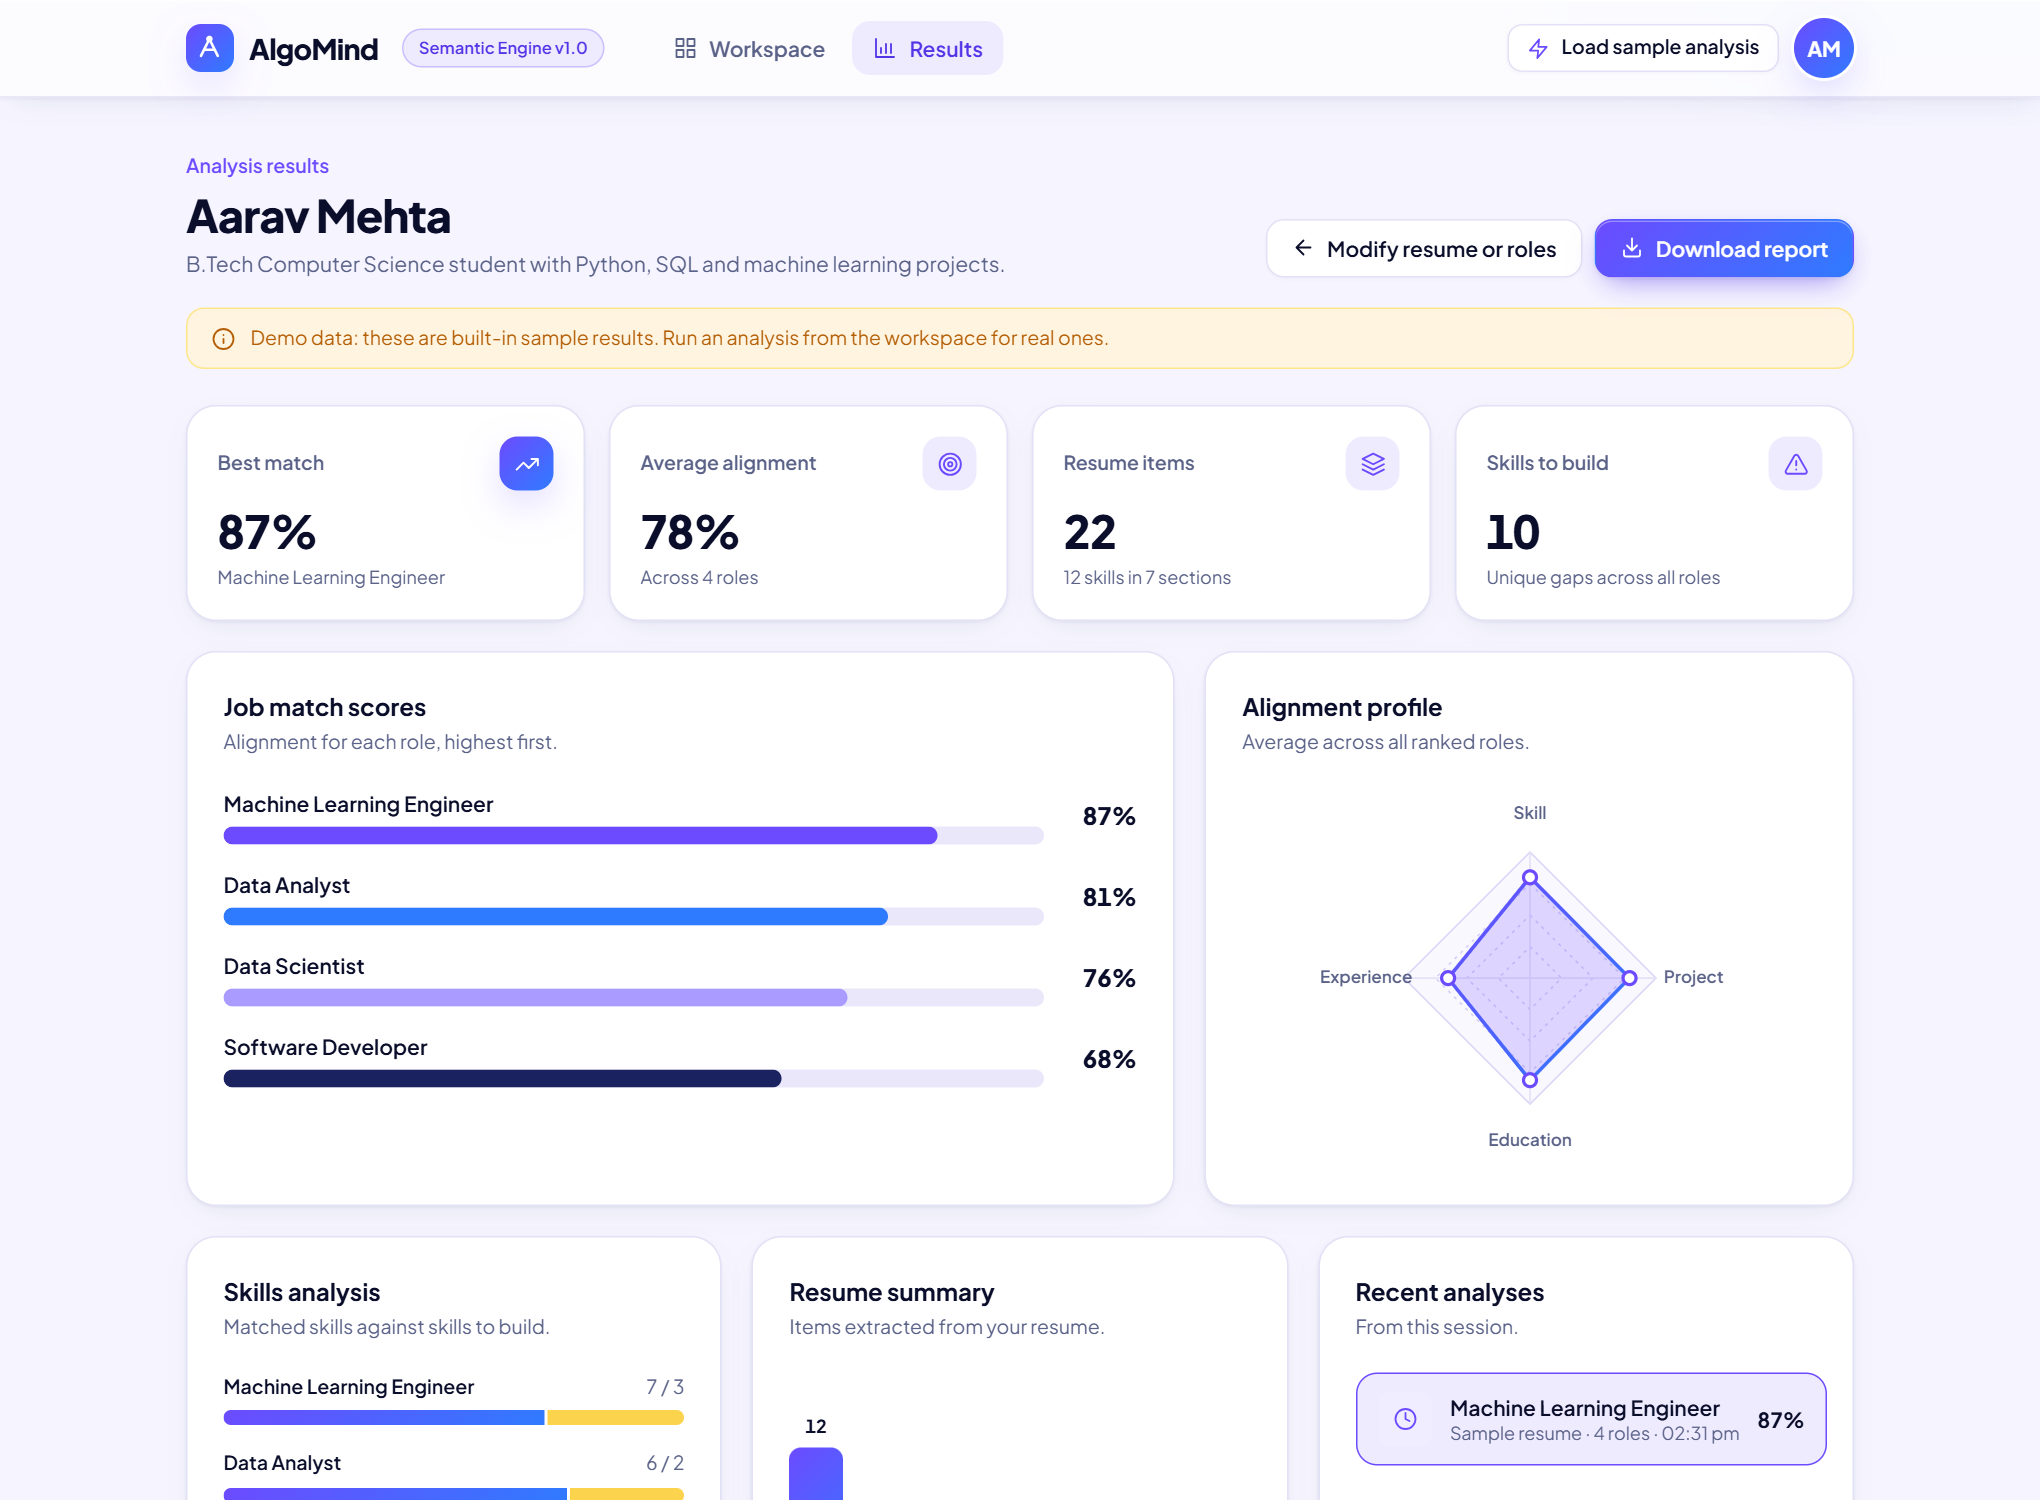 AlgoMind
Semantic Engine v1.0
Workspace
Results
Load sample analysis
AM
Analysis results
Aarav Mehta
B.Tech Computer Science student with Python, SQL and machine learning projects.
Modify resume or roles
Download report
Demo data: these are built-in sample results. Run an analysis from the workspace for real ones.
Best match
87%
Machine Learning Engineer
Average alignment
78%
Across 4 roles
Resume items
22
12 skills in 7 sections
Skills to build
10
Unique gaps across all roles
Job match scores
Alignment for each role, highest first.
Machine Learning Engineer
87%
Data Analyst
81%
Data Scientist
76%
Software Developer
68%
Alignment profile
Average across all ranked roles.
Skill
Experience
Project
Education
Skills analysis
Matched skills against skills to build.
Machine Learning Engineer
7 / 3
Data Analyst
6 / 2
Resume summary
Items extracted from your resume.
12
Recent analyses
From this session.
Machine Learning Engineer
Sample resume · 4 roles · 02:31 pm
87%